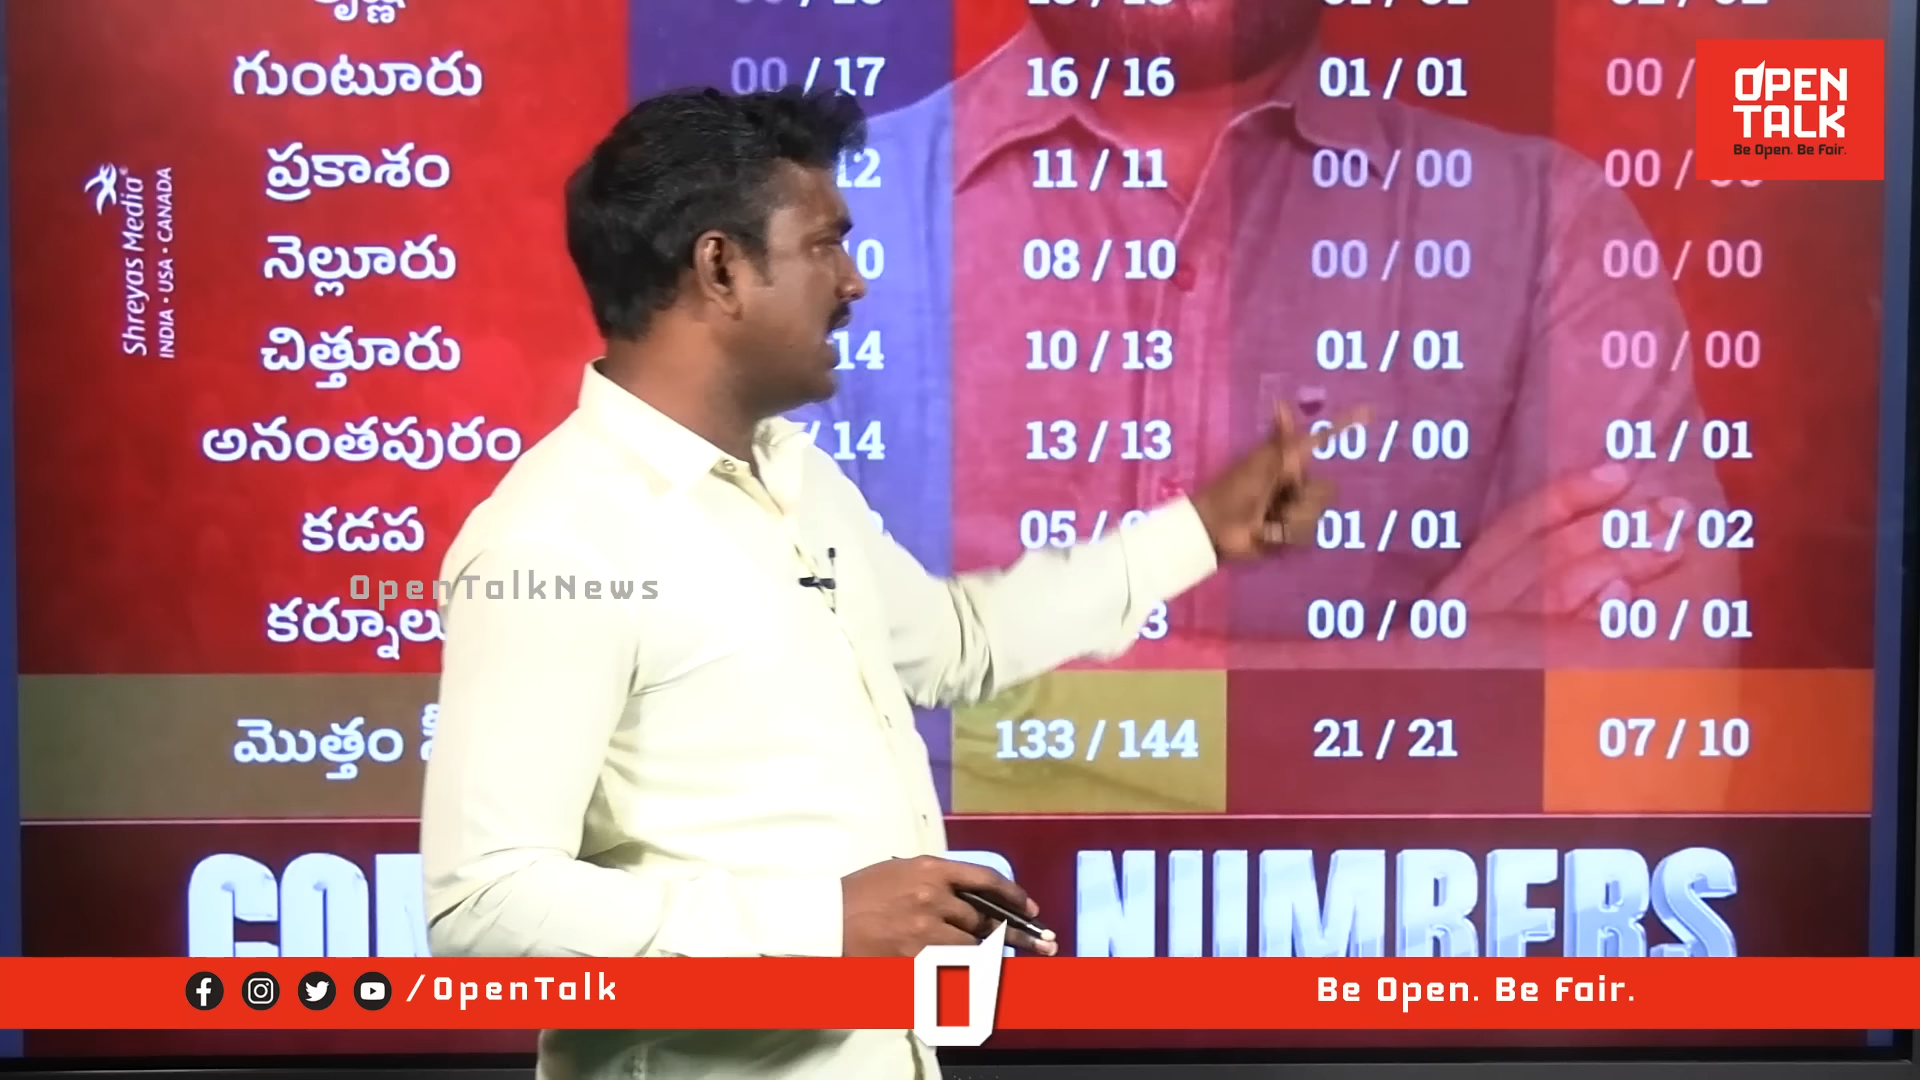 కృష్ణ
గుంటూరు 00 / 17 16 / 16 01 / 01 00 /
ప్రకాశం 12 11 / 11 00 / 00 00 /
నెల్లూరు 08 / 10 00 / 00 00 / 00
చిత్తూరు 14 10 / 13 01 / 01 00 / 00
అనంతపురం / 14 13 / 13 00 / 00 01 / 01
కడప 05 / 01 / 01 01 / 02
కర్నూలు 00 / 00 00 / 01
మొత్తం 133 / 144 21 / 21 07 / 10
NUMBERS
OPEN
TALK
Be Open. Be Fair.
Shreyas Media
INDIA • USA • CANADA
OpenTalkNews
/OpenTalk
Be Open. Be Fair.